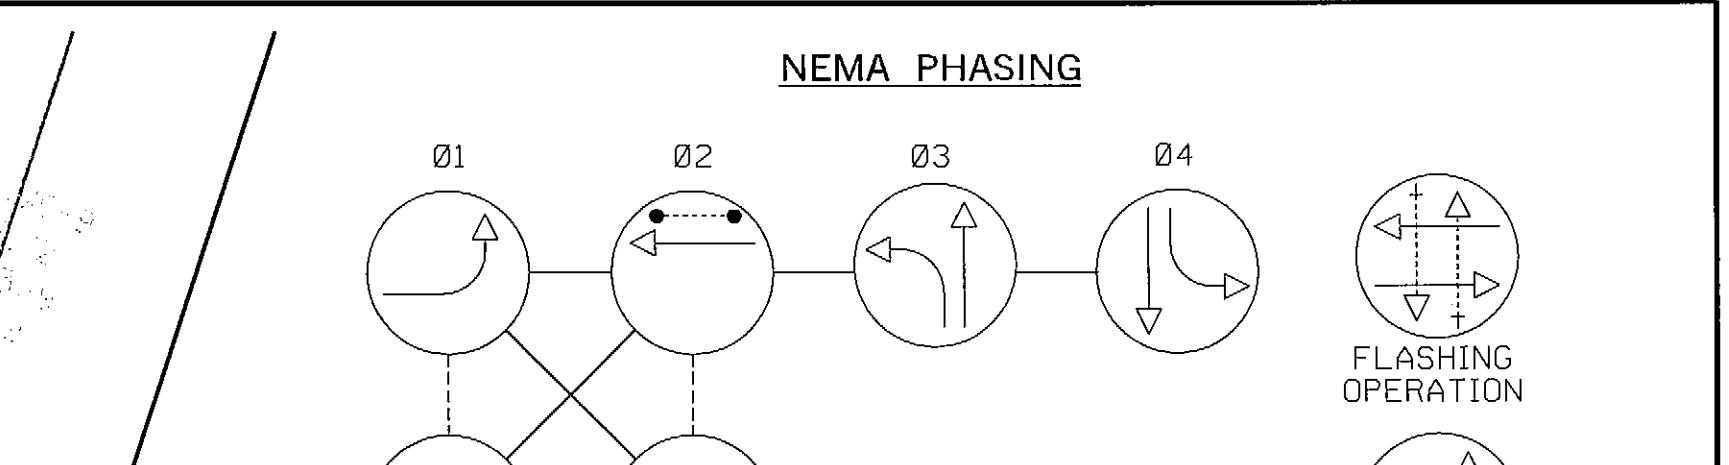 NEMA PHASING
Ø1 Ø2 Ø3 Ø4
FLASHING
OPERATION